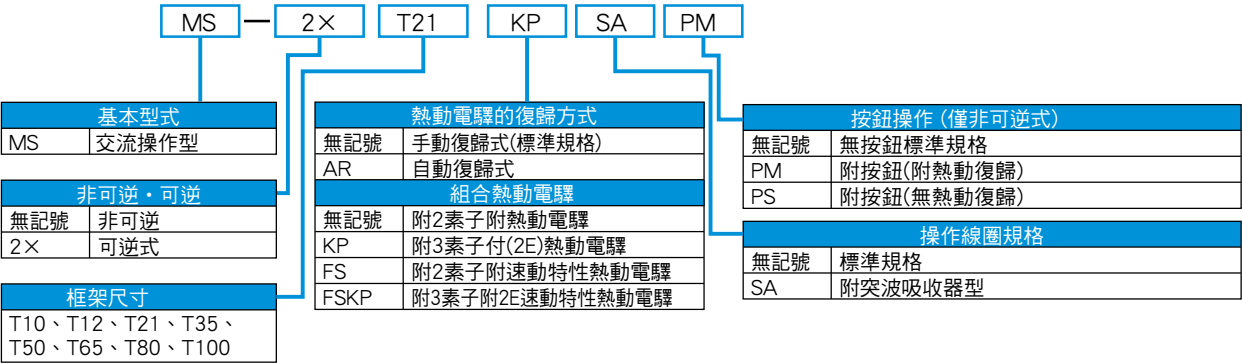 MS — 2× T21 KP SA PM
基本型式
MS 交流操作型
非可逆・可逆
無記號 非可逆
2× 可逆式
框架尺寸
T10、T12、T21、T35、
T50、T65、T80、T100
熱動電驛的復歸方式
無記號 手動復歸式(標準規格)
AR 自動復歸式
組合熱動電驛
無記號 附2素子附熱動電驛
KP 附3素子付(2E)熱動電驛
FS 附2素子附速動特性熱動電驛
FSKP 附3素子附2E速動特性熱動電驛
按鈕操作 (僅非可逆式)
無記號 無按鈕標準規格
PM 附按鈕(附熱動復歸)
PS 附按鈕(無熱動復歸)
操作線圈規格
無記號 標準規格
SA 附突波吸收器型